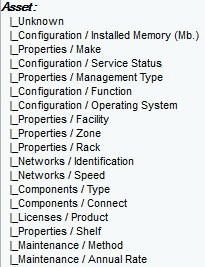 Asset:
|_Unknown
|_Configuration / Installed Memory (Mb.)
|_Properties / Make
|_Configuration / Service Status
|_Properties / Management Type
|_Configuration / Function
|_Configuration / Operating System
|_Properties / Facility
|_Properties / Zone
|_Properties / Rack
|_Networks / Identification
|_Networks / Speed
|_Components / Type
|_Components / Connect
|_Licenses / Product
|_Properties / Shelf
|_Maintenance / Method
|_Maintenance / Annual Rate